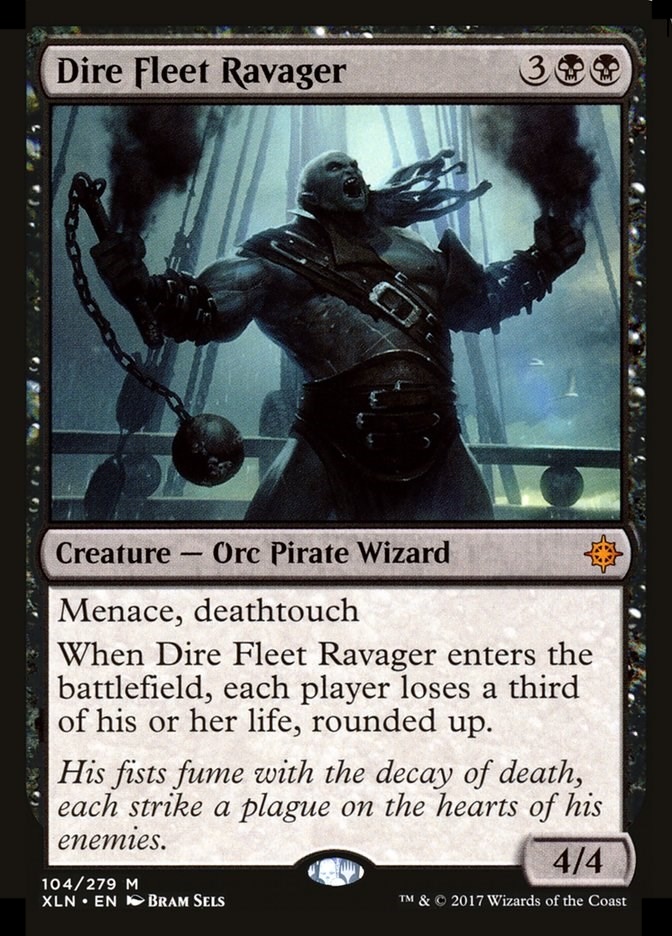 Dire Fleet Ravager 3
Creature — Orc Pirate Wizard
Menace, deathtouch
When Dire Fleet Ravager enters the
battlefield, each player loses a third
of his or her life, rounded up.
His fists fume with the decay of death,
each strike a plague on the hearts of his
enemies.
4/4
104/279 M
XLN • EN Bram Sels
™ & © 2017 Wizards of the Coast